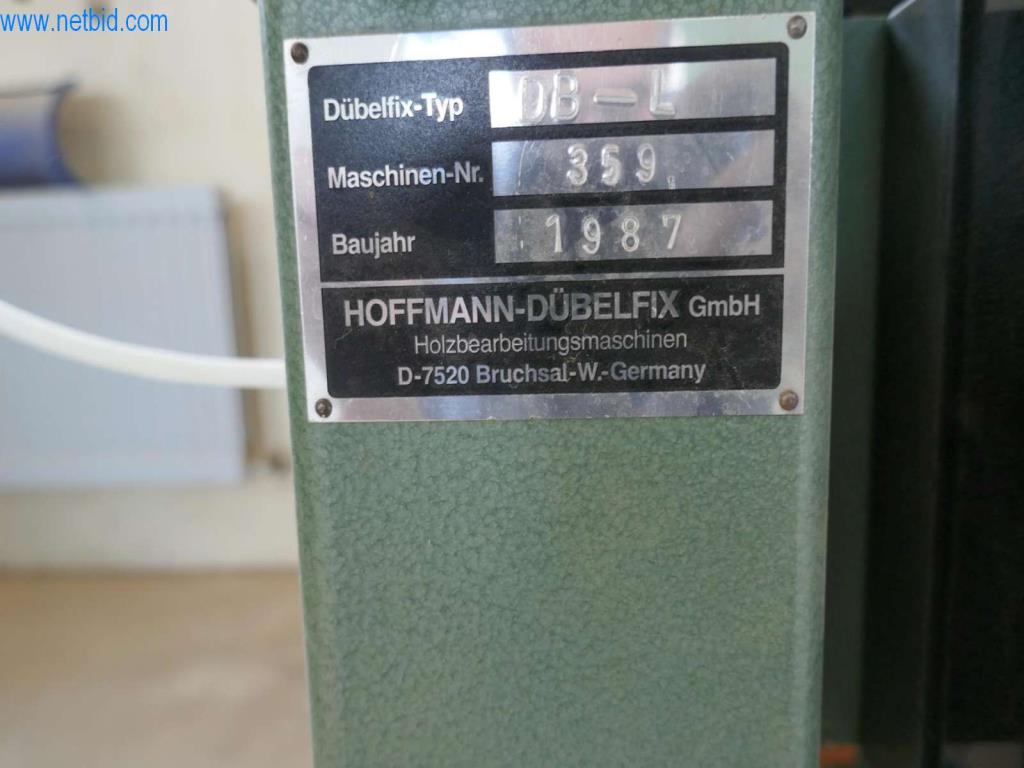 www.netbid.com
Dübelfix-Typ DB-L
Maschinen-Nr. 359
Baujahr 1987
HOFFMANN-DÜBELFIX GmbH
Holzbearbeitungsmaschinen
D-7520 Bruchsal-W.-Germany